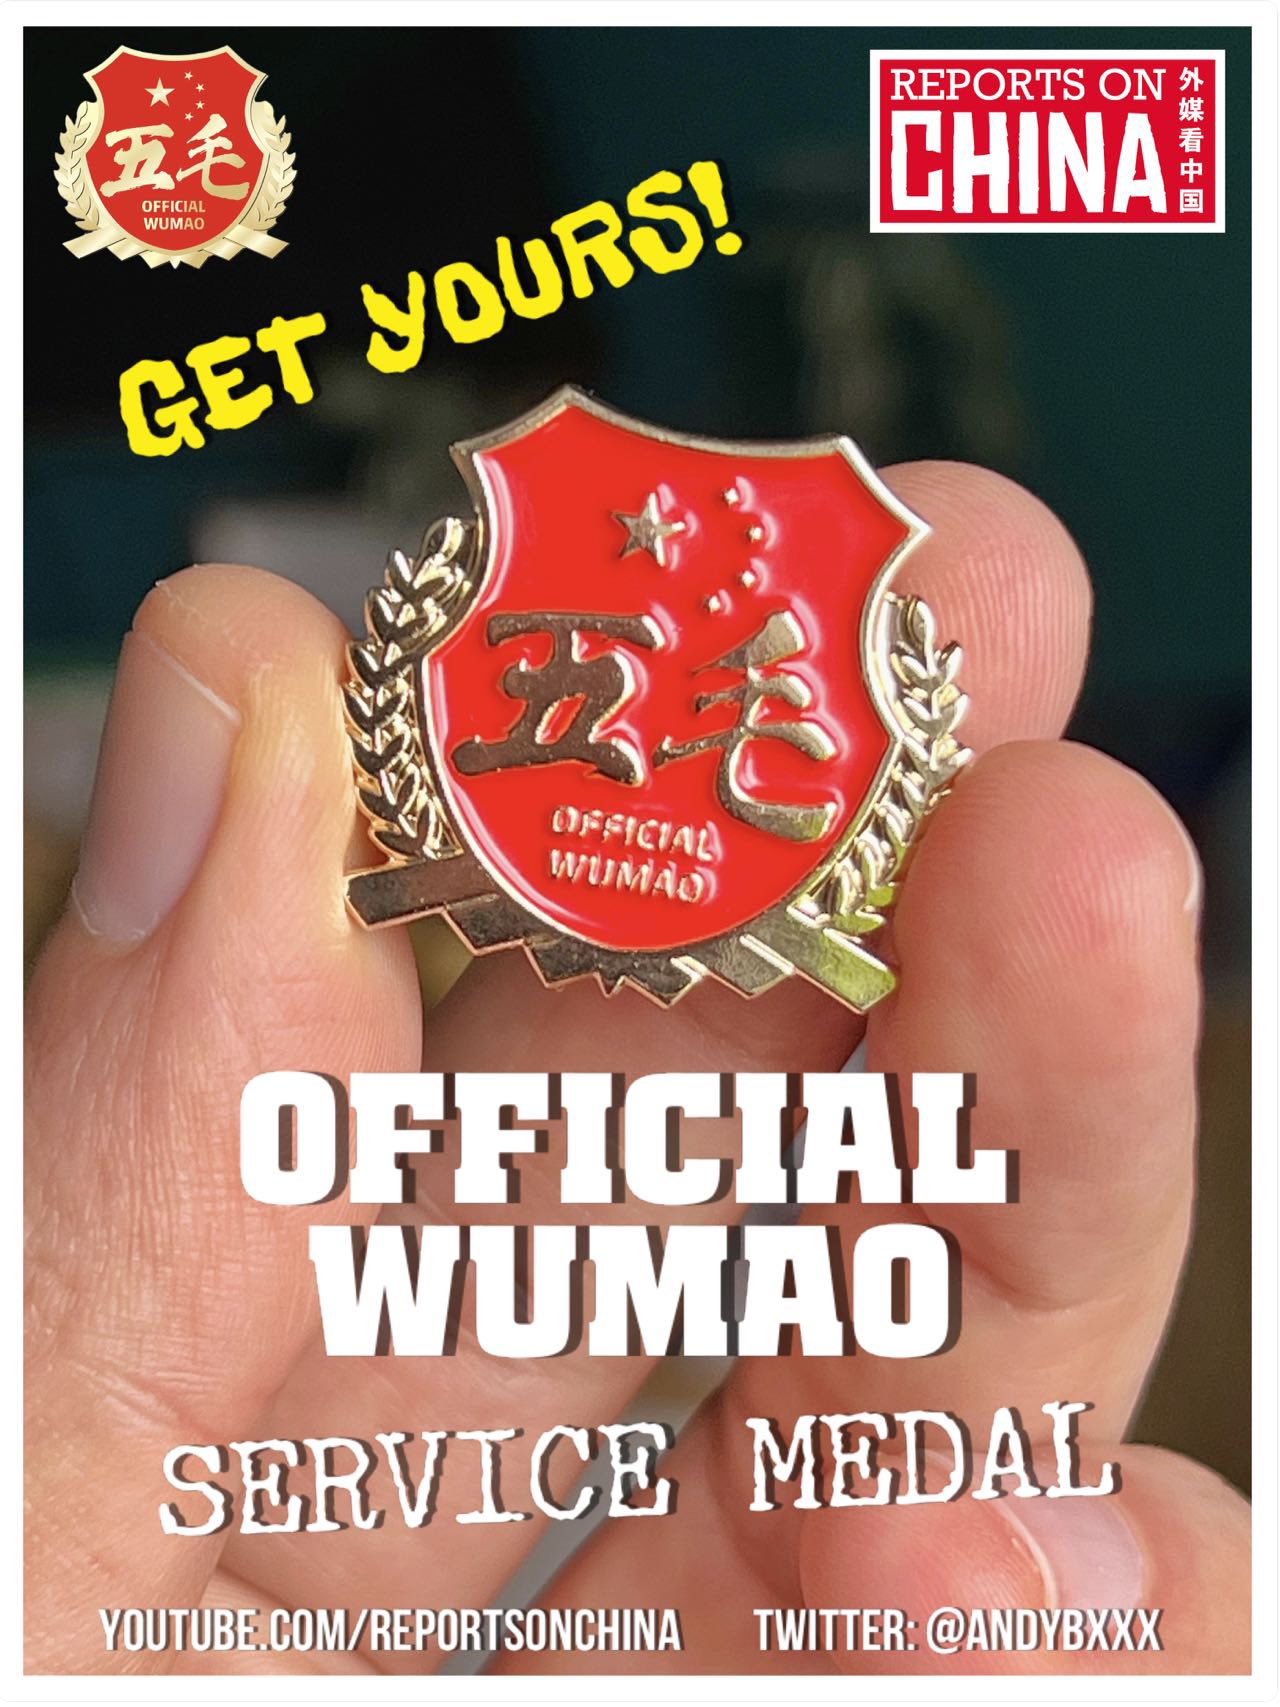 五毛
OFFICIAL
WUMAO
REPORTS ON
CHINA
外媒看中国
GET YOURS!
五毛
OFFICIAL
WUMAO
OFFICIAL
WUMAO
SERVICE MEDAL
YOUTUBE.COM/REPORTSONCHINA TWITTER: @ANDYBXXX